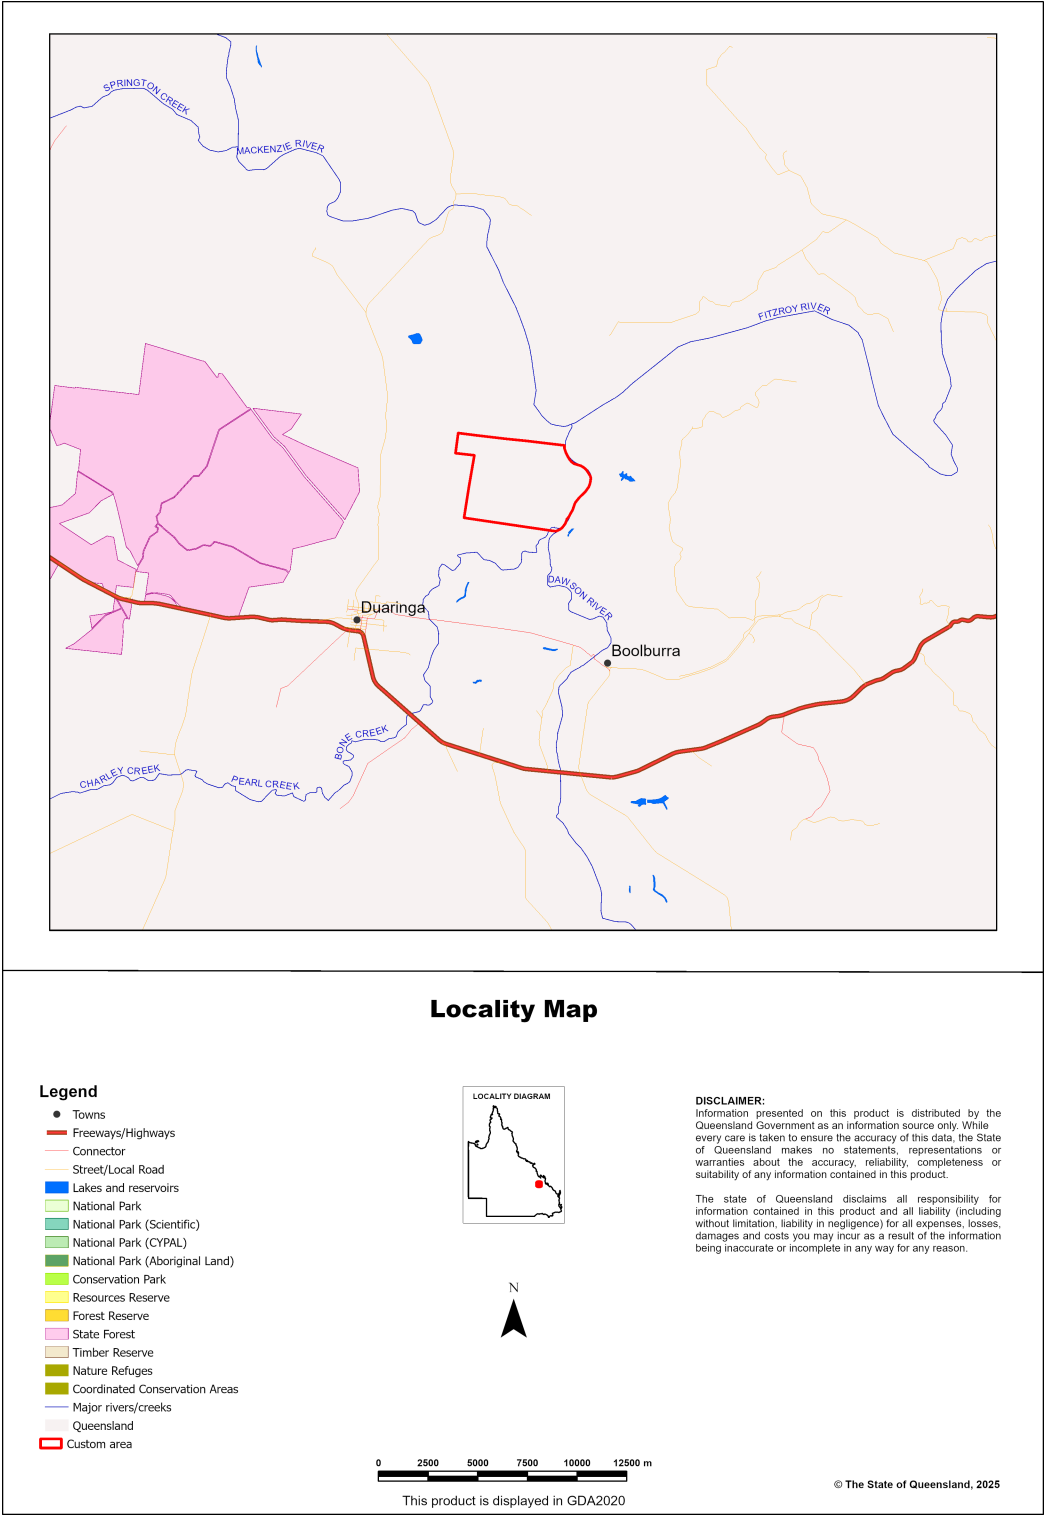 SPRINGTON CREEK
MACKENZIE RIVER
FITZROY RIVER
DAWSON RIVER
Duaringa
Boolburra
BONE CREEK
CHARLEY CREEK
PEARL CREEK
Locality Map
Legend
Towns
Freeways/Highways
Connector
Street/Local Road
Lakes and reservoirs
National Park
National Park (Scientific)
National Park (CYPAL)
National Park (Aboriginal Land)
Conservation Park
Resources Reserve
Forest Reserve
State Forest
Timber Reserve
Nature Refuges
Coordinated Conservation Areas
Major rivers/creeks
Queensland
Custom area
LOCALITY DIAGRAM
N
0 2500 5000 7500 10000 12500 m
This product is displayed in GDA2020
DISCLAIMER:
Information presented on this product is distributed by the
Queensland Government as an information source only. While
every care is taken to ensure the accuracy of this data, the State
of Queensland makes no statements, representations or
warranties about the accuracy, reliability, completeness or
suitability of any information contained in this product.
The state of Queensland disclaims all responsibility for
information contained in this product and all liability (including
without limitation, liability in negligence) for all expenses, losses,
damages and costs you may incur as a result of the information
being inaccurate or incomplete in any way for any reason.
© The State of Queensland, 2025